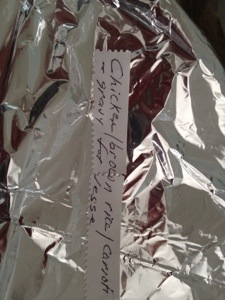 Chicken/brown rice/carrots
+ gravy for Jesse